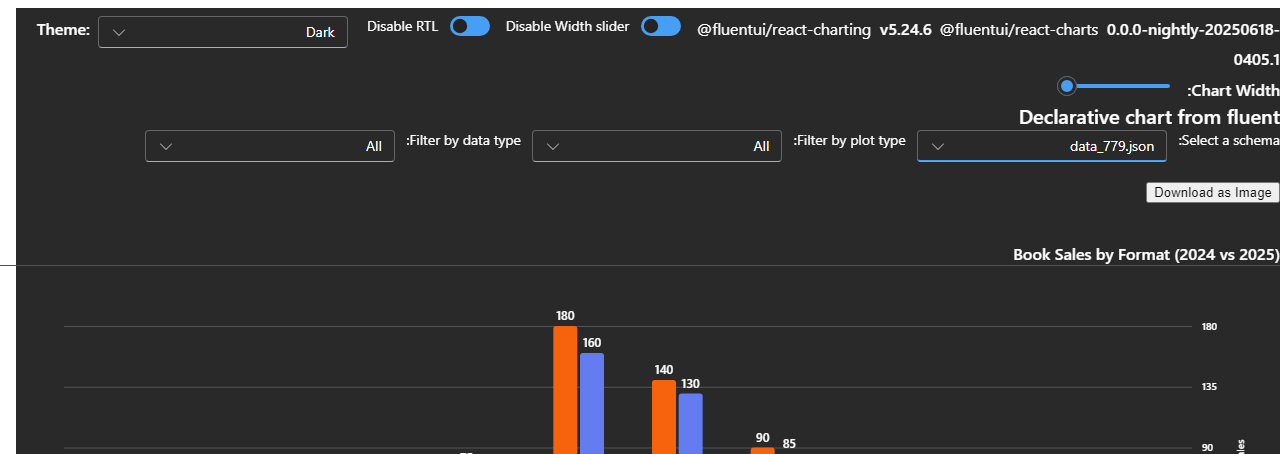 Theme: Dark Disable RTL Disable Width slider @fluentui/react-charting v5.24.6 @fluentui/react-charts 0.0.0-nightly-20250618-
0405.1
:Chart Width
Declarative chart from fluent
:Select a schema data_779.json :Filter by plot type All :Filter by data type All
Download as Image
Book Sales by Format (2024 vs 2025)
180
180
160
140
130
135
90
85
90